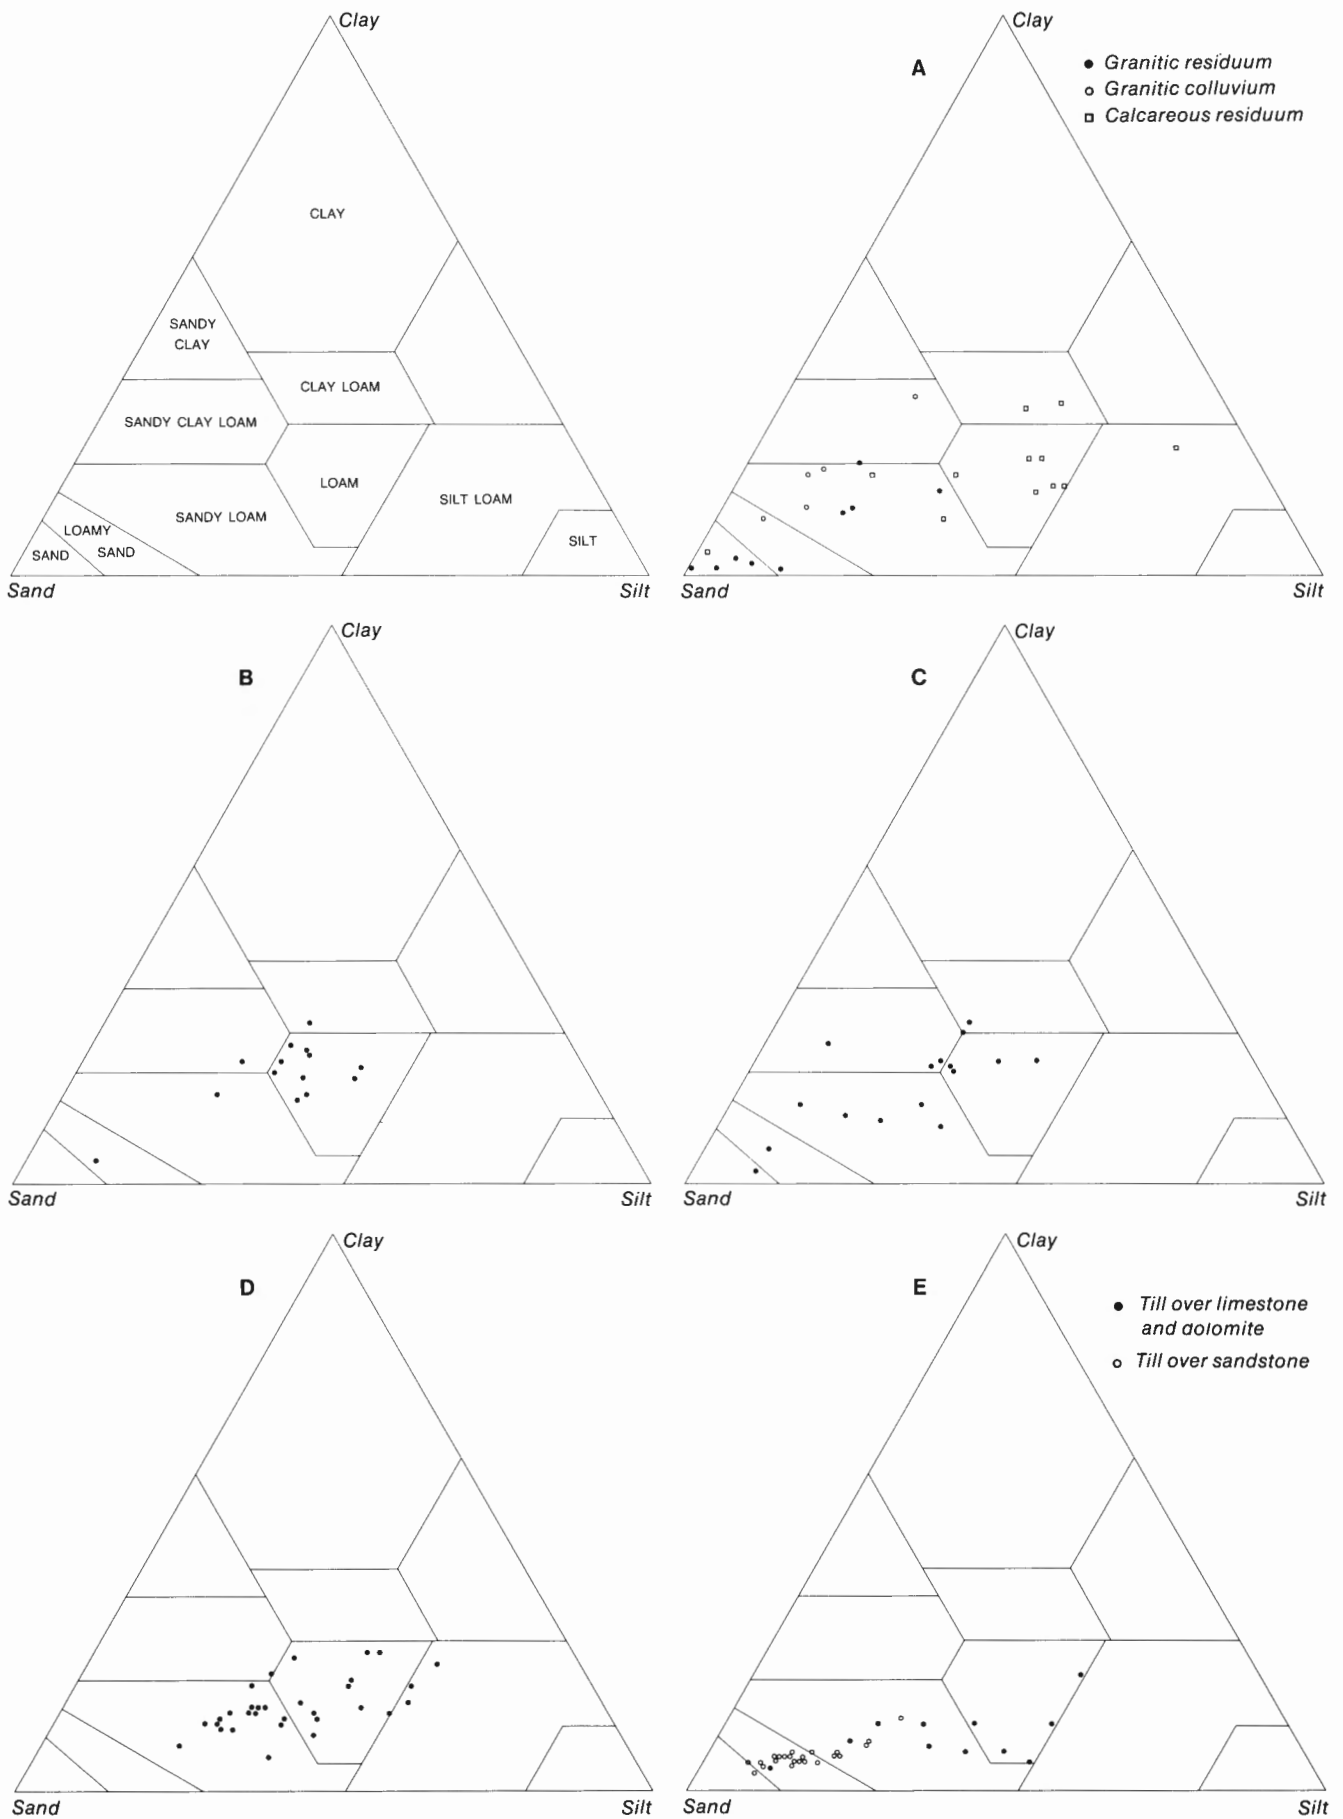 Clay
CLAY
SANDY
CLAY
CLAY LOAM
SANDY CLAY LOAM
LOAM
SILT LOAM
SANDY LOAM
LOAMY
SAND
SAND
SILT
Sand
Silt
Clay
A
Granitic residuum
Granitic colluvium
Calcareous residuum
Sand
Silt
Clay
B
Sand
Silt
Clay
C
Sand
Silt
Clay
D
Sand
Silt
Clay
E
Till over limestone
and dolomite
Till over sandstone
Sand
Silt